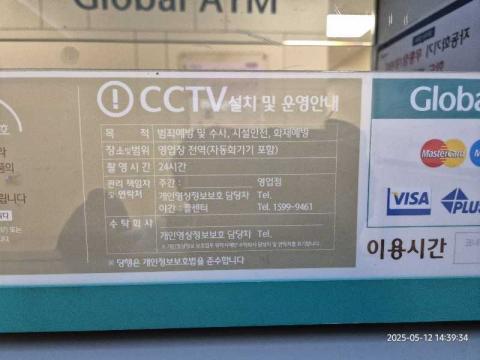 Global ATM
자동화기기
CCTV 설치 및 운영안내
목 적 범죄예방 및 수사, 시설안전, 화재예방
장소및범위 영업장 전역(자동화기기 포함)
촬영시간 24시간
관리 책임자 및 연락처 주간 : 영업점
개인영상정보보호 담당자 Tel.
야간 : 콜센터 Tel. 1599-9461
수탁회사
개인영상정보보호 담당자 Tel.
※ 당행은 개인정보보호법을 준수합니다.
Global
MasterCard
VISA PLUS
이용시간
2025-05-12 14:39:34